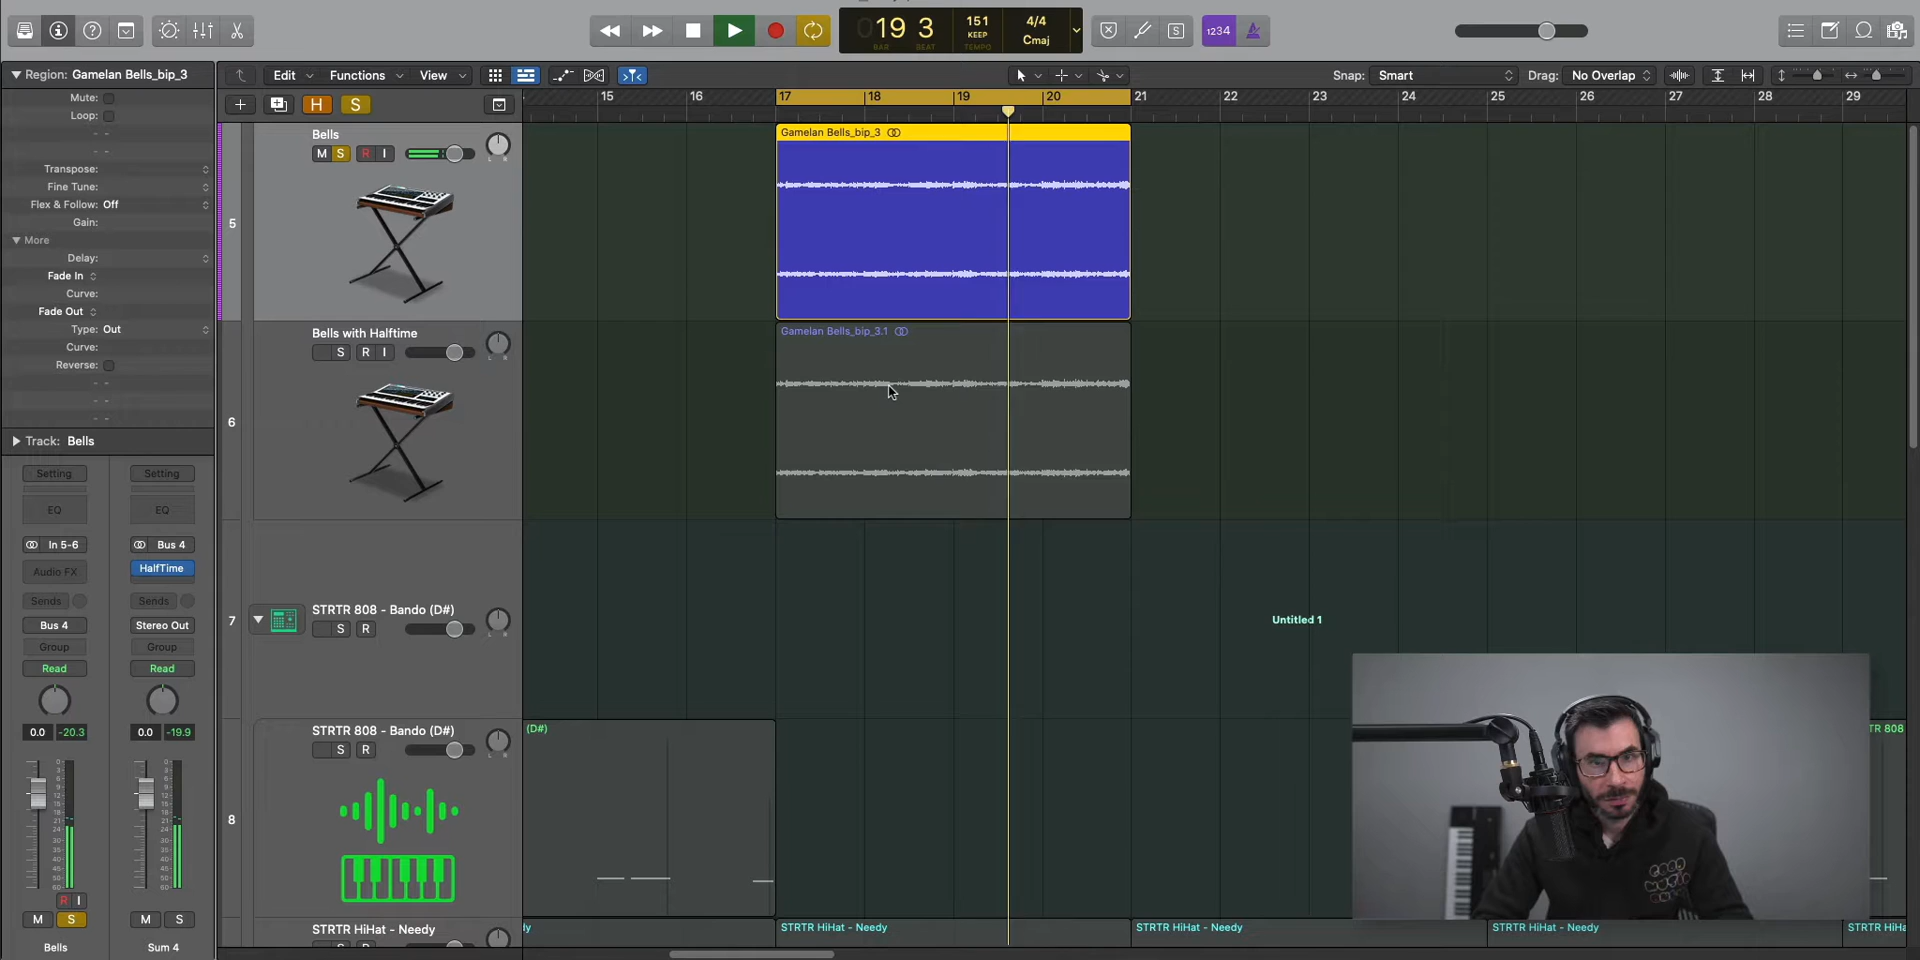 19 3
BAR BEAT
151
KEEP
TEMPO
4/4
Cmaj
1234
S
Region: Gamelan Bells_bip_3
Mute:
Loop:
Transpose:
Fine Tune:
Flex & Follow: Off
Gain:
More
Delay:
Fade In
Curve:
Fade Out
Type: Out
Curve:
Reverse:
Track: Bells
Setting Setting
EQ EQ
In 5-6 Bus 4
Audio FX HalfTime
Sends Sends
Bus 4 Stereo Out
Group Group
Read Read
0.0 -20.3 0.0 -19.9
R I
M S M S
Bells Sum 4
Edit Functions View
Snap: Smart Drag: No Overlap
H S
15 16 17 18 19 20 21 22 23 24 25 26 27 28 29
5
Bells
M S R I
L R
Gamelan Bells_bip_3
6
Bells with Halftime
S R I
L R
Gamelan Bells_bip_3.1
7
STRTR 808 - Bando (D#)
S R
Untitled 1
8
STRTR 808 - Bando (D#)
S R
(D#)
TR 808
STRTR HiHat - Needy
ly
STRTR HiHat - Needy
STRTR HiHat - Needy
STRTR HiHat - Needy
STRTR HiHa